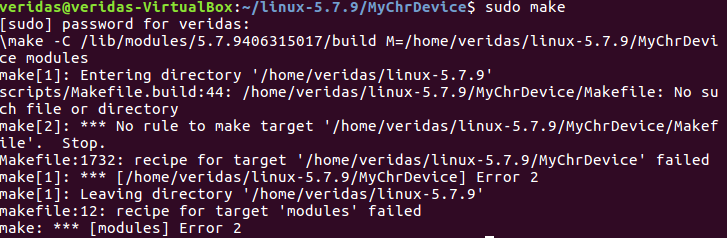 veridas@veridas-VirtualBox:~/linux-5.7.9/MyChrDevice$ sudo make
[sudo] password for veridas:
\make -C /lib/modules/5.7.9406315017/build M=/home/veridas/linux-5.7.9/MyChrDevi
ce modules
make[1]: Entering directory '/home/veridas/linux-5.7.9'
scripts/Makefile.build:44: /home/veridas/linux-5.7.9/MyChrDevice/Makefile: No su
ch file or directory
make[2]: *** No rule to make target '/home/veridas/linux-5.7.9/MyChrDevice/Makef
ile'.  Stop.
Makefile:1732: recipe for target '/home/veridas/linux-5.7.9/MyChrDevice' failed
make[1]: *** [/home/veridas/linux-5.7.9/MyChrDevice] Error 2
make[1]: Leaving directory '/home/veridas/linux-5.7.9'
makefile:12: recipe for target 'modules' failed
make: *** [modules] Error 2